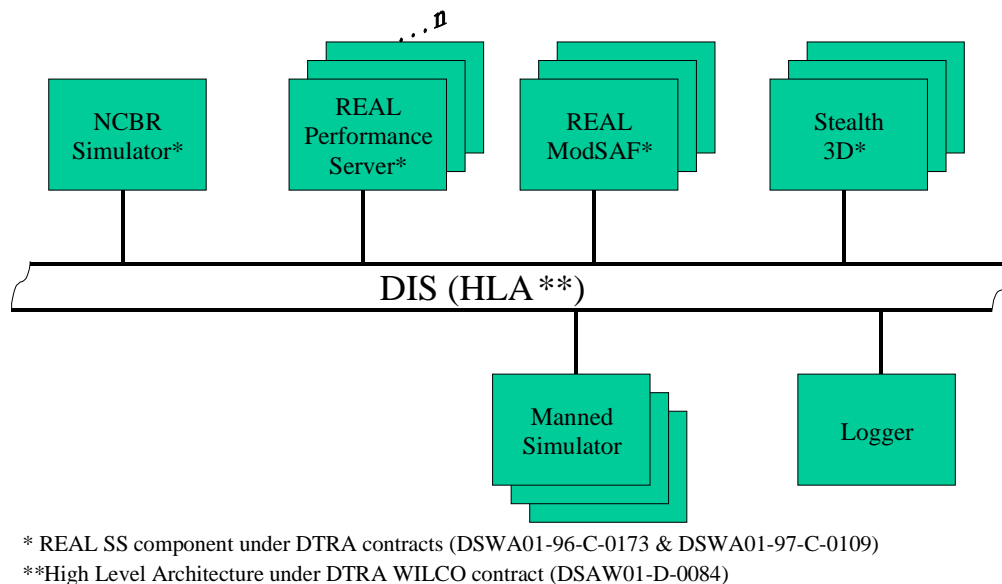 . . . . n
NCBR
Simulator*
REAL
Performance
Server*
REAL
ModSAF*
Stealth
3D*
DIS (HLA**)
Manned
Simulator
Logger
* REAL SS component under DTRA contracts (DSWA01-96-C-0173 & DSWA01-97-C-0109)
**High Level Architecture under DTRA WILCO contract (DSAW01-D-0084)